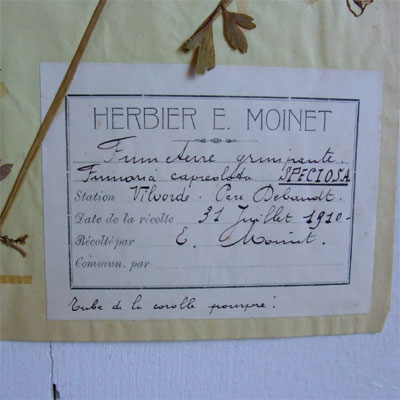 HERBIER E. MOINET
Fumeterre grimpante.
Fumaria capreolata SPECIOSA
Station Vilvorde. Parc Debaudt.
Date de la récolte 31 Juillet 1910-
Récolté par E. Moinet.
Commun. par
Tube de la corolle pourpre!